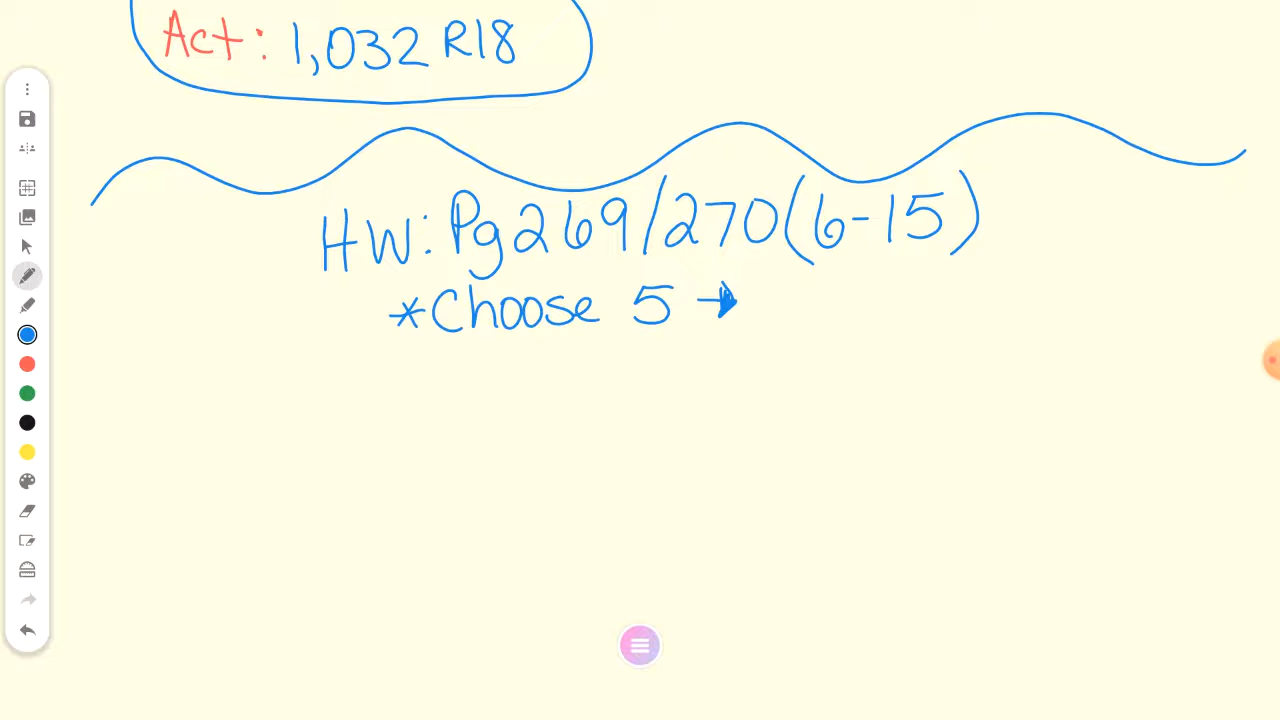 Act: 1,032 R18
HW: Pg 269/270 (6-15)
*Choose 5 →